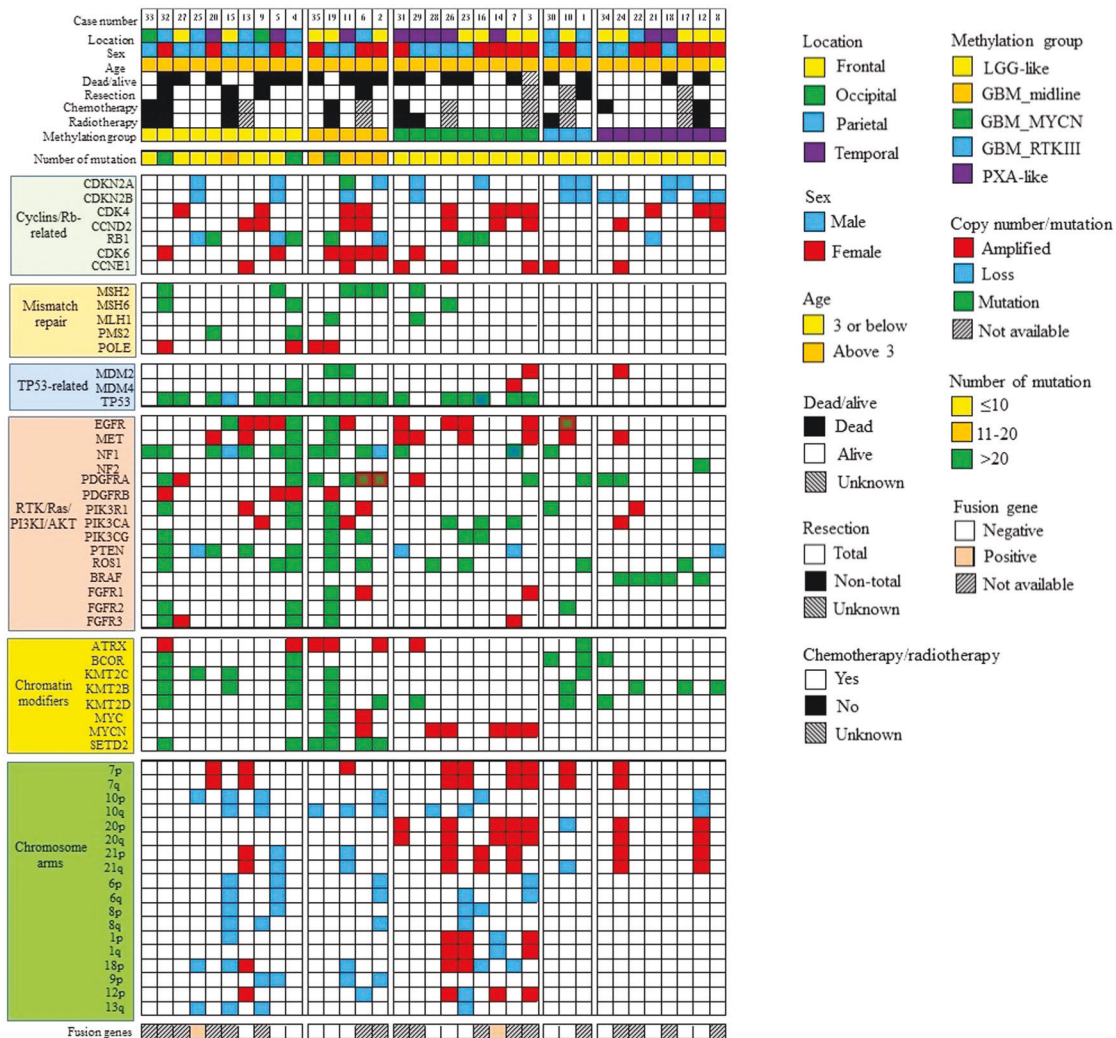 Case number 33 32 27 25 20 15 13 9 5 4 35 19 11 6 2 31 29 28 26 23 16 14 7 3 30 10 1 34 24 22 21 18 17 12 8
Location
Sex
Age
Dead/alive
Resection
Chemotherapy
Radiotherapy
Methylation group
Number of mutation
Cyclins/Rb-related
CDKN2A
CDKN2B
CDK4
CCND2
RB1
CDK6
CCNE1
Mismatch repair
MSH2
MSH6
MLH1
PMS2
POLE
TP53-related
MDM2
MDM4
TP53
RTK/Ras/
PI3KI/AKT
EGFR
MET
NF1
NF2
PDGFRA
PDGFRB
PIK3R1
PIK3CA
PIK3CG
PTEN
ROS1
BRAF
FGFR1
FGFR2
FGFR3
Chromatin
modifiers
ATRX
BCOR
KMT2C
KMT2B
KMT2D
MYC
MYCN
SETD2
Chromosome
arms
7p
7q
10p
10q
20p
20q
21p
21q
6p
6q
8p
8q
1p
1q
18p
9p
12p
13q
Fusion genes
Location
Frontal
Occipital
Parietal
Temporal
Sex
Male
Female
Age
3 or below
Above 3
Dead/alive
Dead
Alive
Unknown
Resection
Total
Non-total
Unknown
Chemotherapy/radiotherapy
Yes
No
Unknown
Methylation group
LGG-like
GBM_midline
GBM_MYCN
GBM_RTKIII
PXA-like
Copy number/mutation
Amplified
Loss
Mutation
Not available
Number of mutation
≤10
11-20
>20
Fusion gene
Negative
Positive
Not available